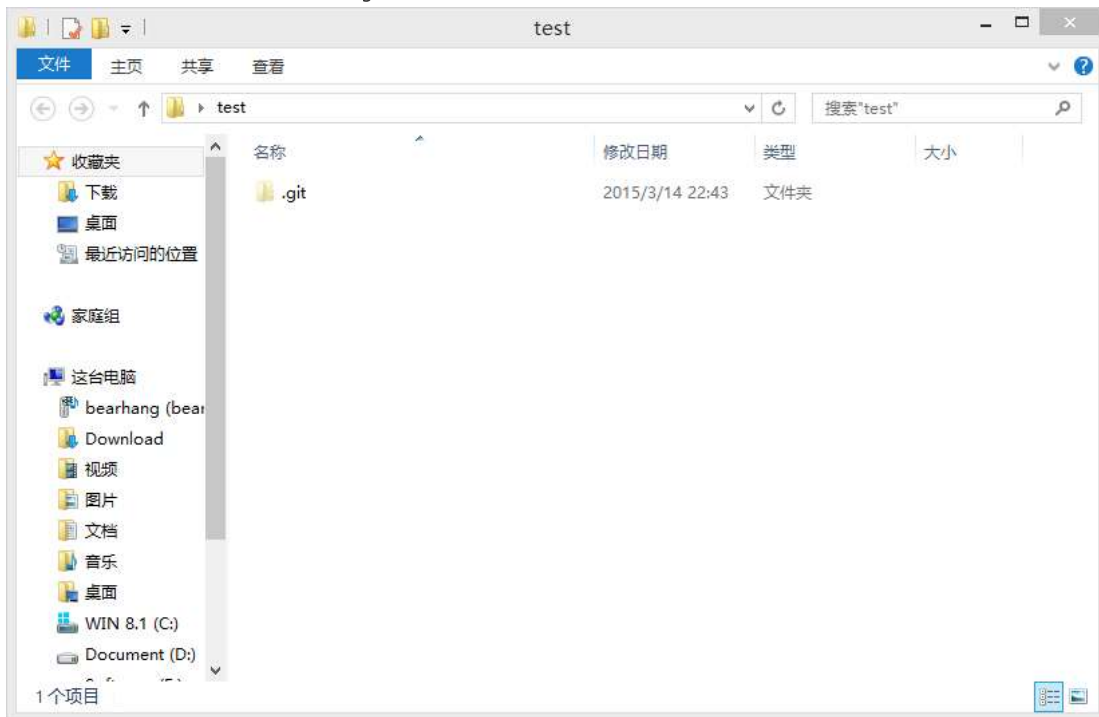 test
文件 主页 共享 查看
test 搜索"test"
名称 修改日期 类型 大小
.git 2015/3/14 22:43 文件夹
收藏夹
下载
桌面
最近访问的位置
家庭组
这台电脑
bearhang (bear
Download
视频
图片
文档
音乐
桌面
WIN 8.1 (C:)
Document (D:)
1 个项目